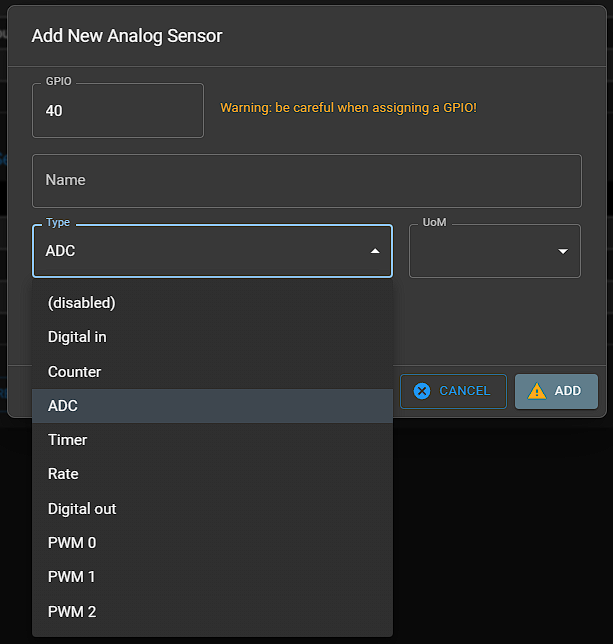 Add New Analog Sensor
GPIO
40
Warning: be careful when assigning a GPIO!
Name
Type
ADC
UoM
(disabled)
Digital in
Counter
ADC
Timer
Rate
Digital out
PWM 0
PWM 1
PWM 2
CANCEL
ADD